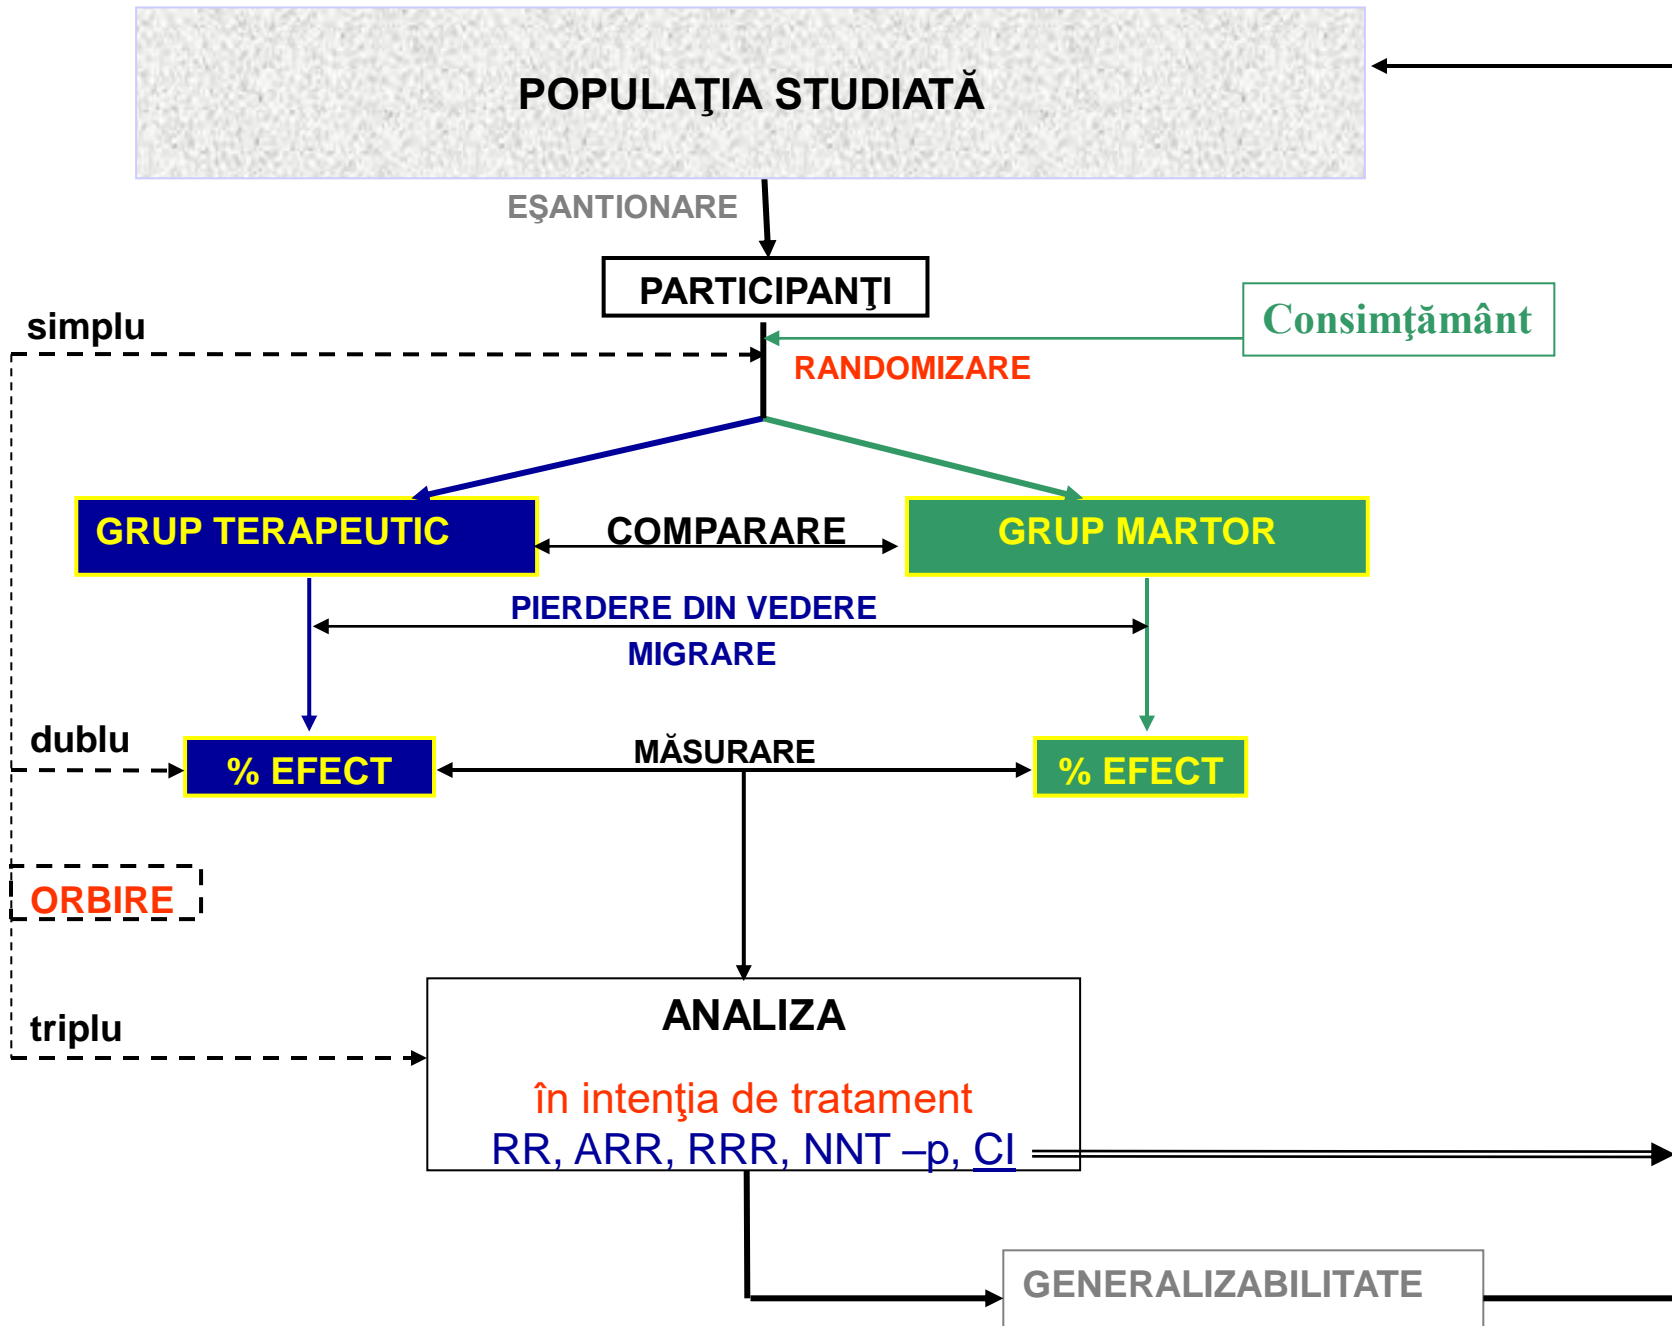 POPULAŢIA STUDIATĂ
EŞANTIONARE
PARTICIPANŢI
simplu
Consimţământ
RANDOMIZARE
GRUP TERAPEUTIC
COMPARARE
GRUP MARTOR
PIERDERE DIN VEDERE
MIGRARE
dublu
% EFECT
MĂSURARE
% EFECT
ORBIRE
triplu
ANALIZA
în intenţia de tratament
RR, ARR, RRR, NNT –p, CI
GENERALIZABILITATE